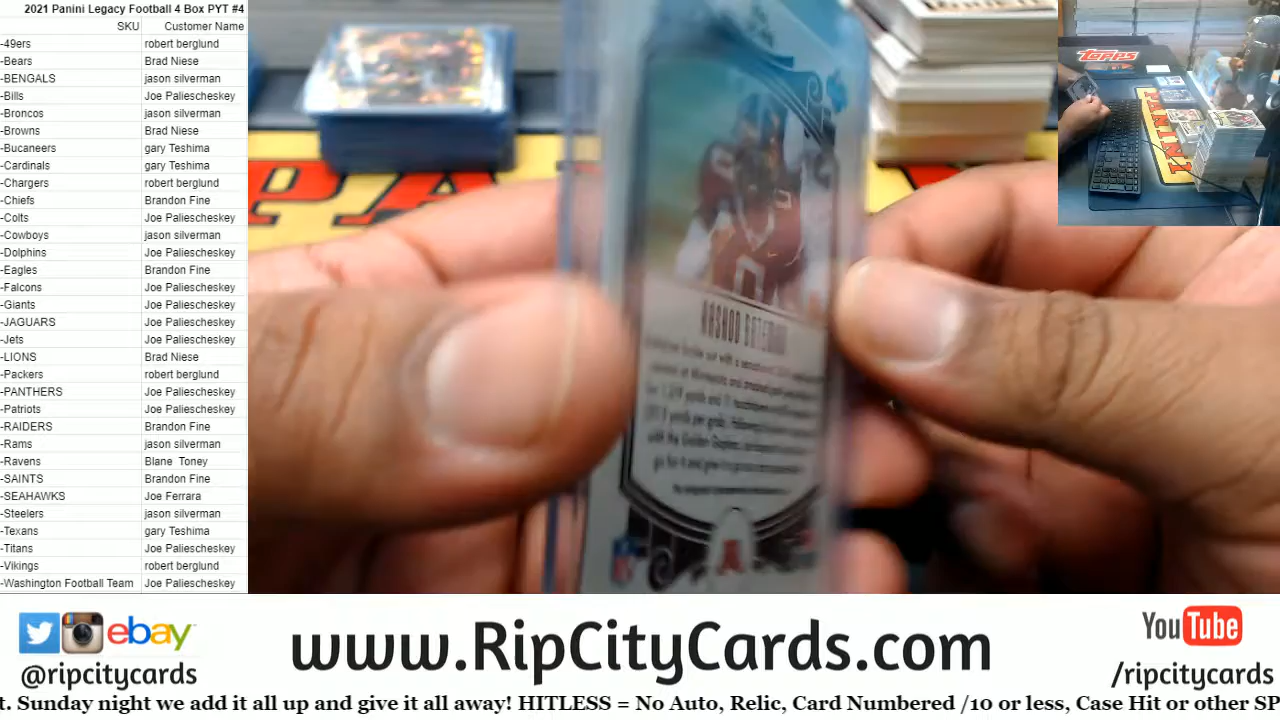 2021 Panini Legacy Football 4 Box PYT #4
SKU Customer Name
-49ers robert berglund
-Bears Brad Niese
-BENGALS jason silverman
-Bills Joe Paliescheskey
-Broncos jason silverman
-Browns Brad Niese
-Bucaneers gary Teshima
-Cardinals gary Teshima
-Chargers robert berglund
-Chiefs Brandon Fine
-Colts Joe Paliescheskey
-Cowboys jason silverman
-Dolphins Joe Paliescheskey
-Eagles Brandon Fine
-Falcons Joe Paliescheskey
-Giants Joe Paliescheskey
-JAGUARS Joe Paliescheskey
-Jets Joe Paliescheskey
-LIONS Brad Niese
-Packers robert berglund
-PANTHERS Joe Paliescheskey
-Patriots Joe Paliescheskey
-RAIDERS Brandon Fine
-Rams jason silverman
-Ravens Blane Toney
-SAINTS Brandon Fine
-SEAHAWKS Joe Ferrara
-Steelers jason silverman
-Texans gary Teshima
-Titans Joe Paliescheskey
-Vikings robert berglund
-Washington Football Team Joe Paliescheskey
Topps
PANINI
RASHOD BATEMAN
ebay
@ripcitycards
www.RipCityCards.com
YouTube
/ripcitycards
t. Sunday night we add it all up and give it all away! HITLESS = No Auto, Relic, Card Numbered /10 or less, Case Hit or other SP